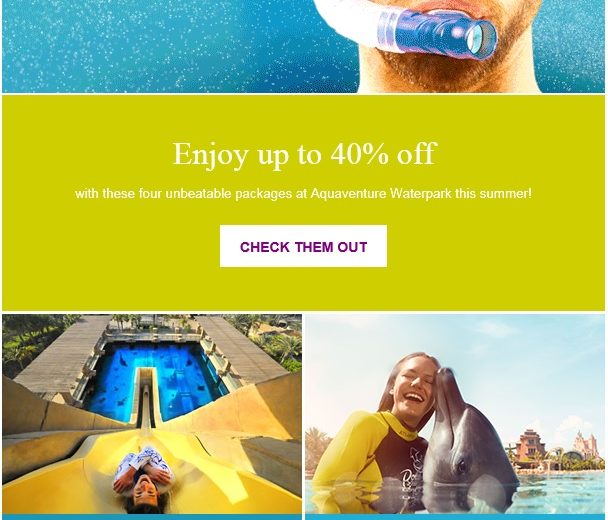 Enjoy up to 40% off
with these four unbeatable packages at Aquaventure Waterpark this summer!
CHECK THEM OUT